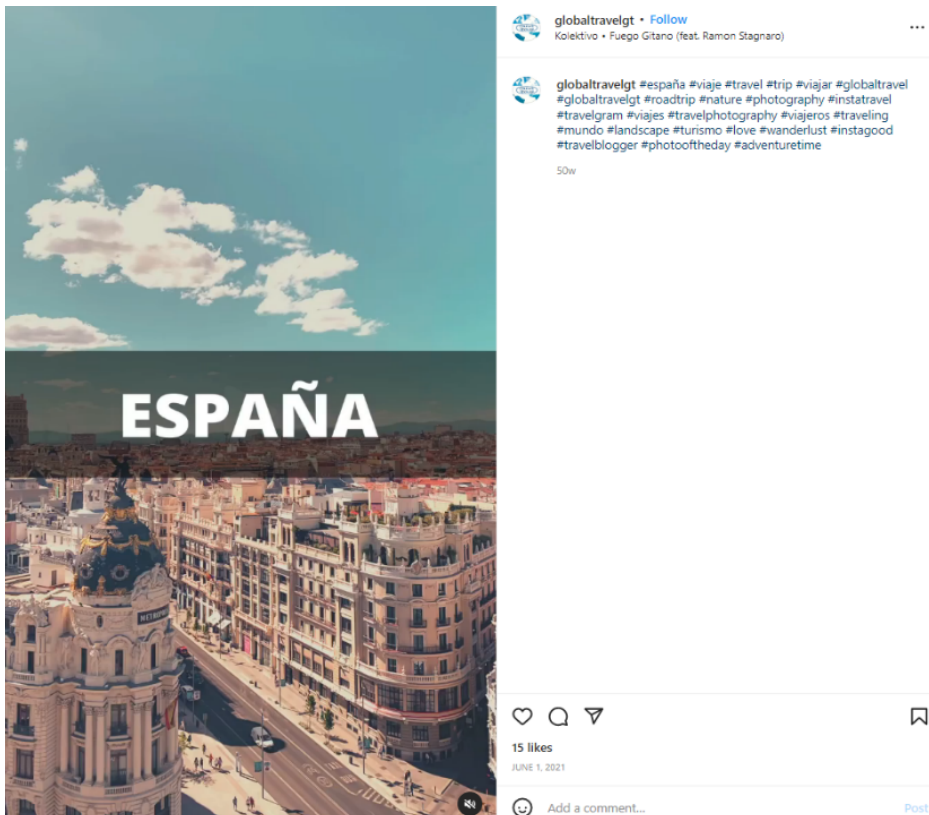 ESPAÑA
METROPOLIS
globaltravelgt • Follow
Kolektivo • Fuego Gitano (feat. Ramon Stagnaro)
globaltravelgt #españa #viaje #travel #trip #viajar #globaltravel
#globaltravelgt #roadtrip #nature #photography #instatravel
#travelgram #viajes #travelphotography #viajeros #traveling
#mundo #landscape #turismo #love #wanderlust #instagood
#travelblogger #photooftheday #adventuretime
50w
15 likes
JUNE 1, 2021
Add a comment...
Post